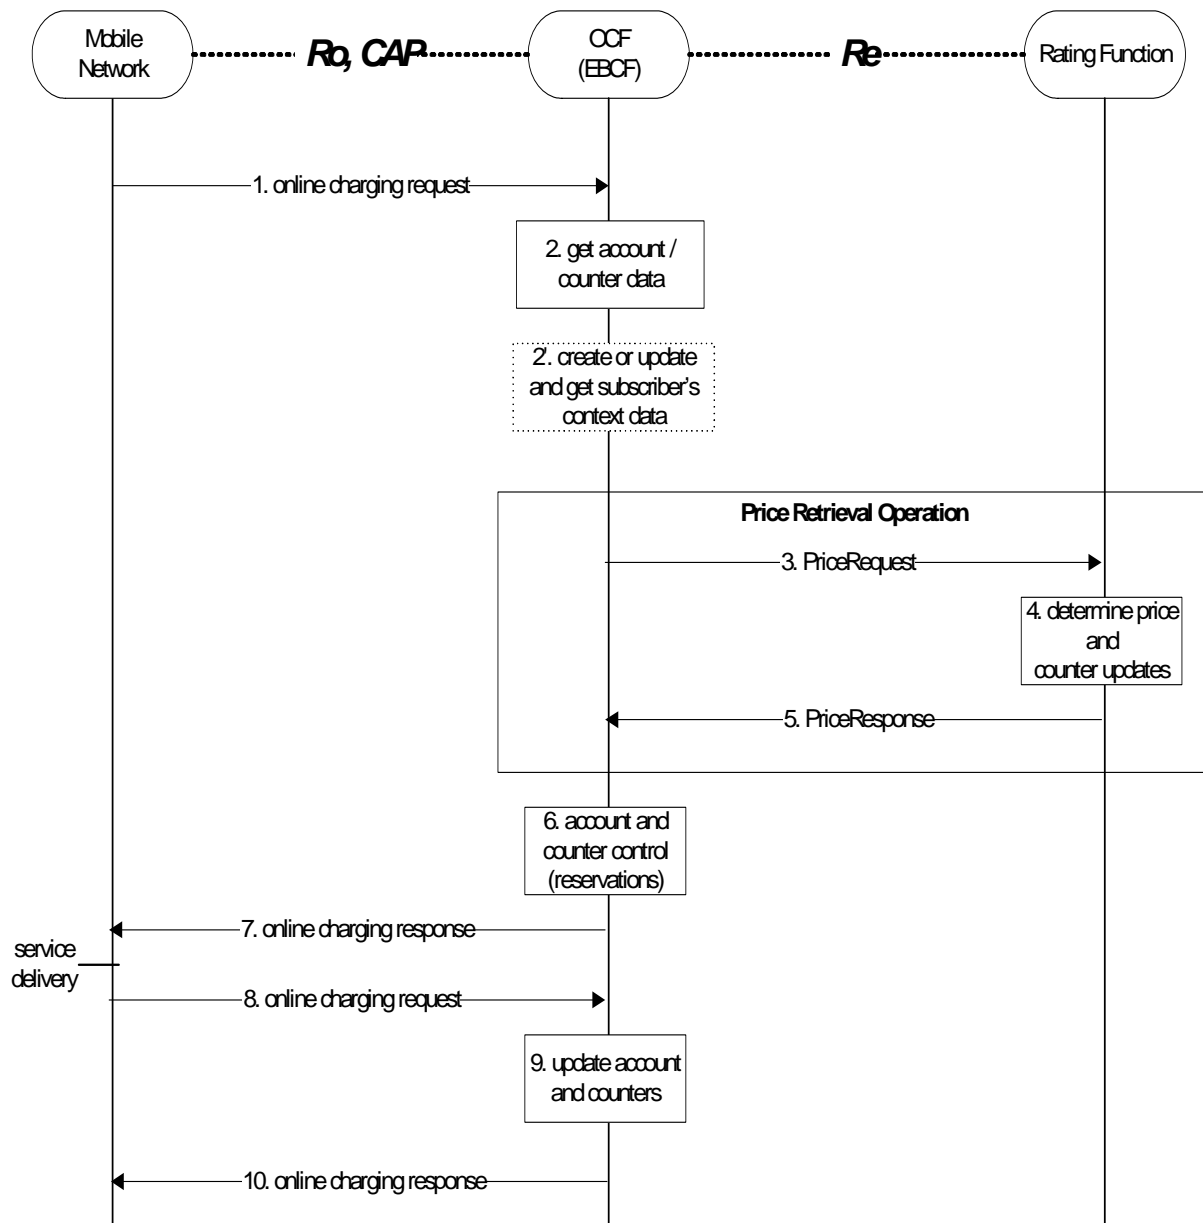 Mobile
Network
Ro, CAP
OCF
(EBCF)
Re
Rating Function
1. online charging request
2. get account /
counter data
2'. create or update
and get subscriber's
context data
Price Retrieval Operation
3. PriceRequest
4. determine price
and
counter updates
5. PriceResponse
6. account and
counter control
(reservations)
7. online charging response
service
delivery
8. online charging request
9. update account
and counters
10. online charging response